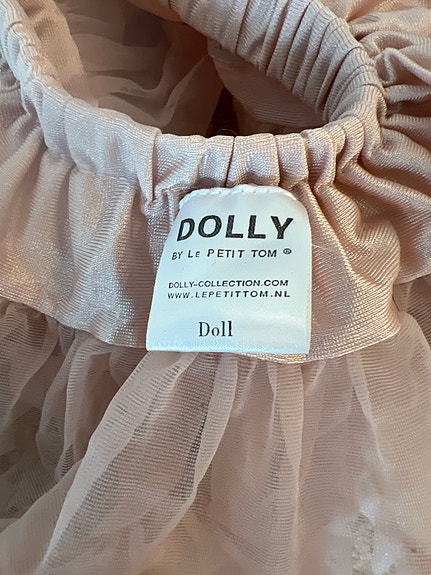 DOLLY
BY LE PETIT TOM ®
DOLLY-COLLECTION.COM
WWW.LEPETITTOM.NL
Doll